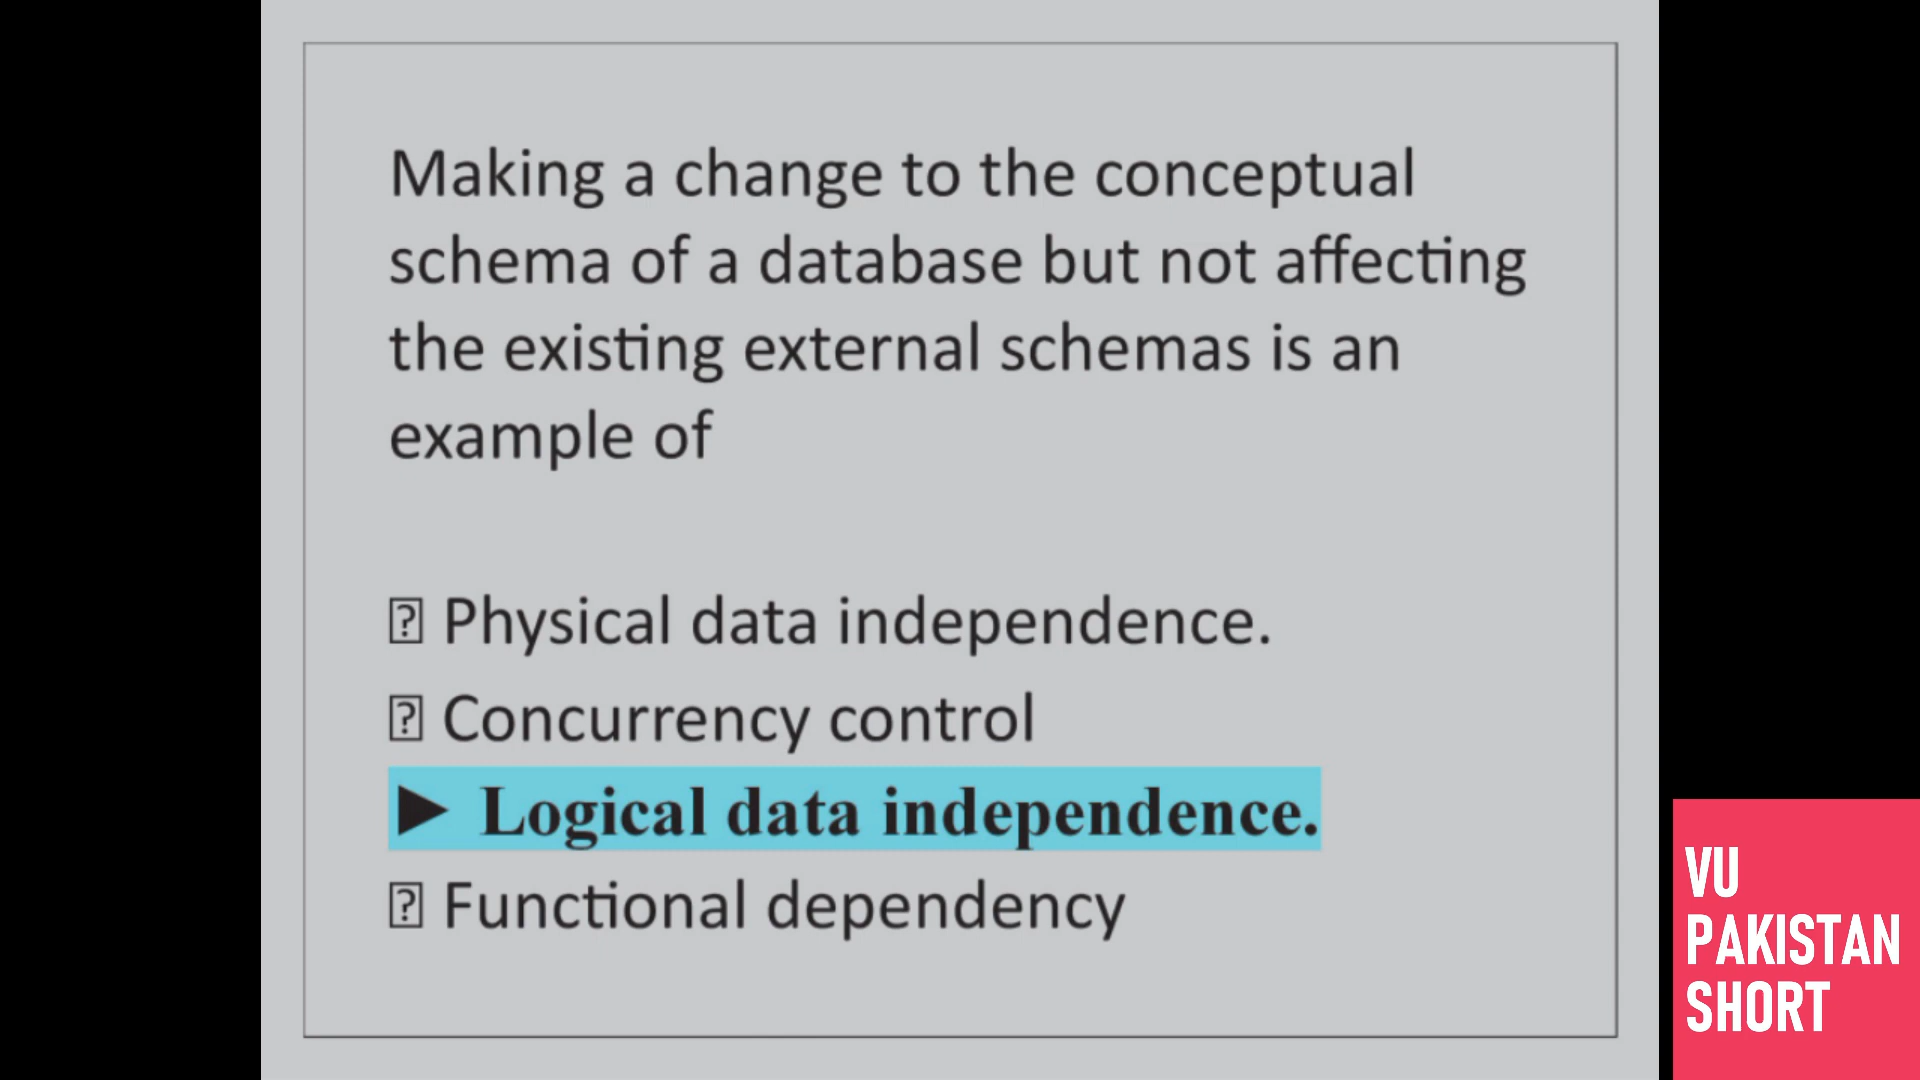 Making a change to the conceptual
schema of a database but not affecting
the existing external schemas is an
example of
⍰ Physical data independence.
⍰ Concurrency control
► Logical data independence.
⍰ Functional dependency
VU
PAKISTAN
SHORT